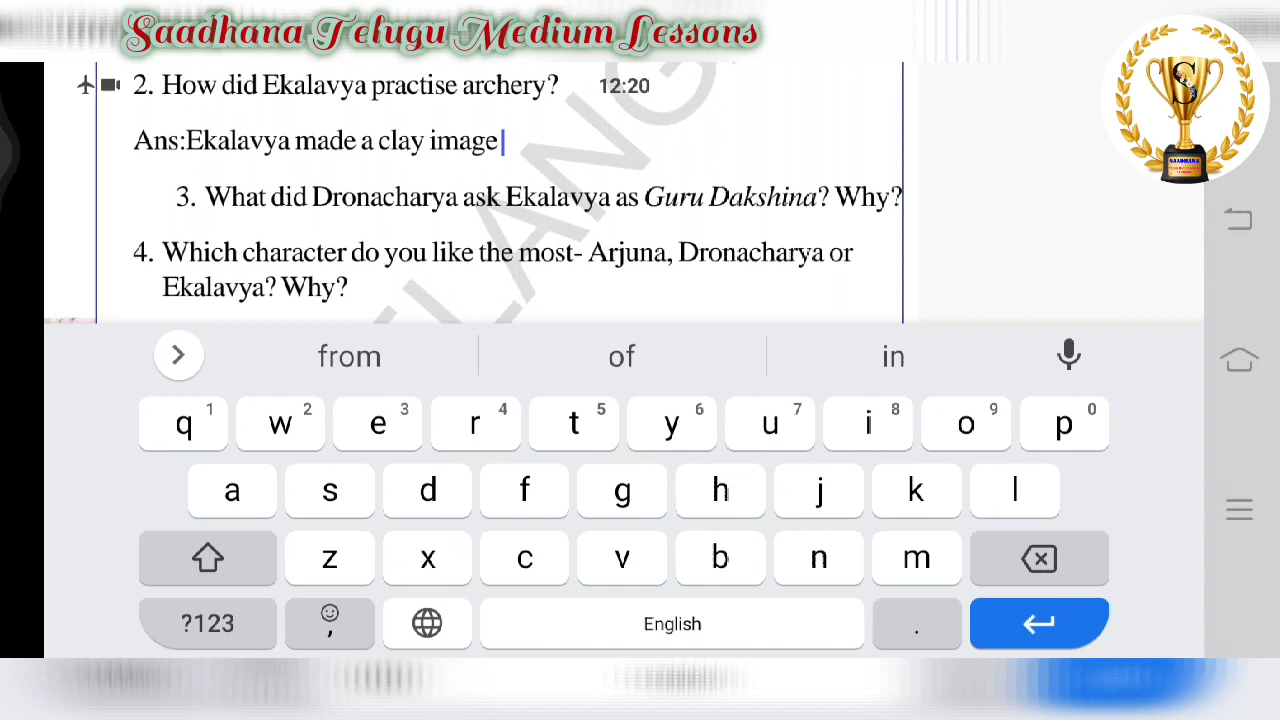 Saadhana Telugu Medium Lessons
2. How did Ekalavya practise archery? 12:20
Ans:Ekalavya made a clay image
3. What did Dronacharya ask Ekalavya as Guru Dakshina? Why?
4. Which character do you like the most- Arjuna, Dronacharya or
Ekalavya? Why?
ELANG
S
SAADHANA
from of in
q 1 w 2 e 3 r 4 t 5 y 6 u 7 i 8 o 9 p 0
a s d f g h j k l
z x c v b n m
?123 , English .